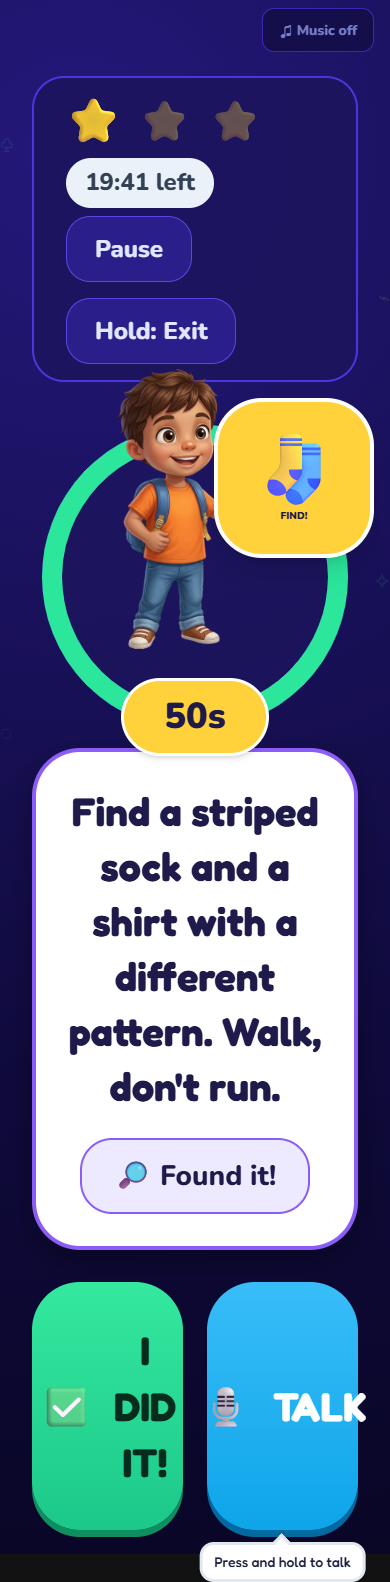 ♫ Music off
19:41 left
Pause
Hold: Exit
FIND!
50s
Find a striped
sock and a
shirt with a
different
pattern. Walk,
don't run.
Found it!
I
DID
IT!
TALK
Press and hold to talk